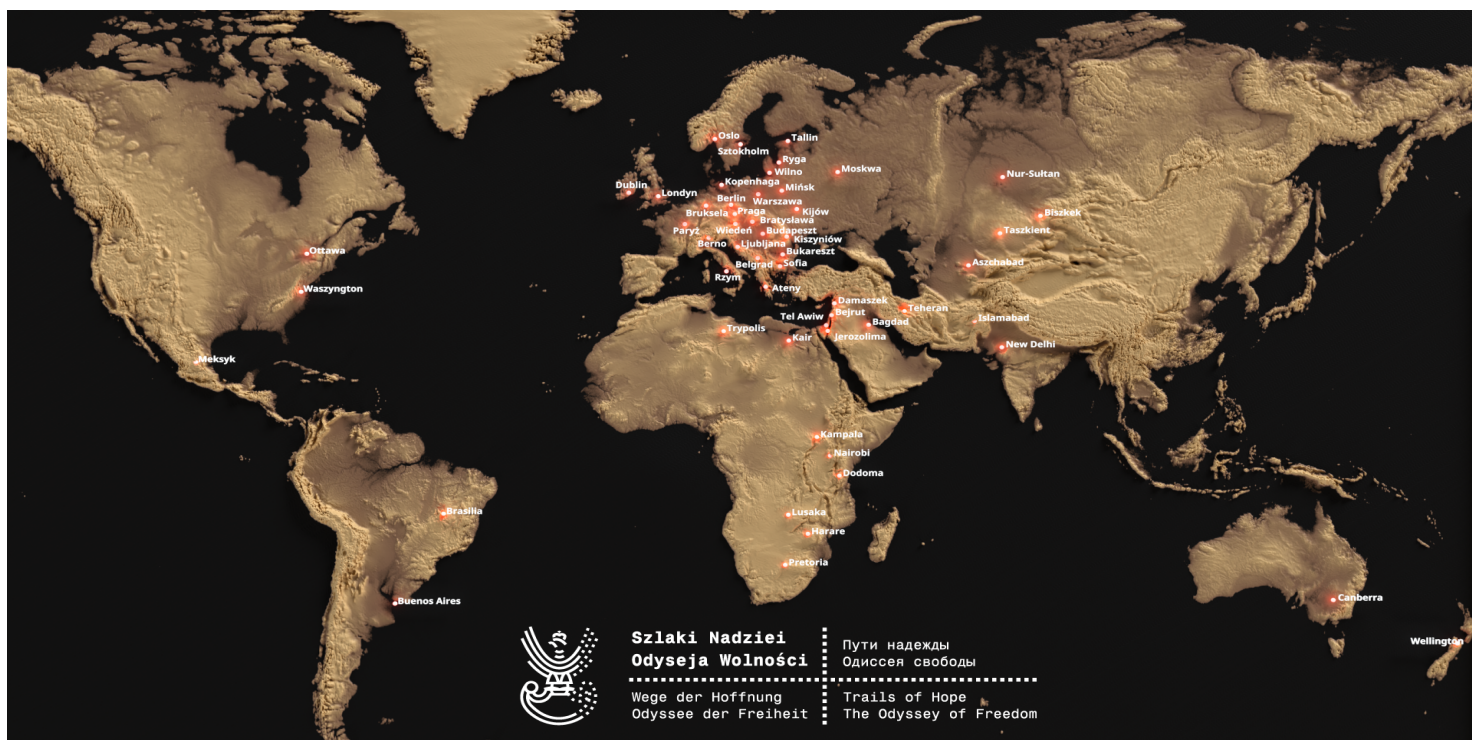 Oslo
Tallin
Sztokholm
Ryga
Wilno
Moskwa
Nur-Sułtan
Kopenhaga
Mińsk
Dublin
Londyn
Berlin
Warszawa
Bruksela
Praga
Kijów
Biszkek
Bratysława
Paryż
Wiedeń
Budapeszt
Taszkient
Kiszyniów
Berno
Ljubljana
Bukareszt
Ottawa
Belgrad
Sofia
Aszchabad
Rzym
Waszyngton
Ateny
Damaszek
Teheran
Bejrut
Tel Awiw
Islamabad
Bagdad
Trypolis
Jerozolima
Kair
New Delhi
Meksyk
Kampala
Nairobi
Dodoma
Brasilia
Lusaka
Harare
Pretoria
Canberra
Buenos Aires
Wellington
Szlaki Nadziei
Odyseja Wolności
Пути надежды
Одиссея свободы
Wege der Hoffnung
Odyssee der Freiheit
Trails of Hope
The Odyssey of Freedom